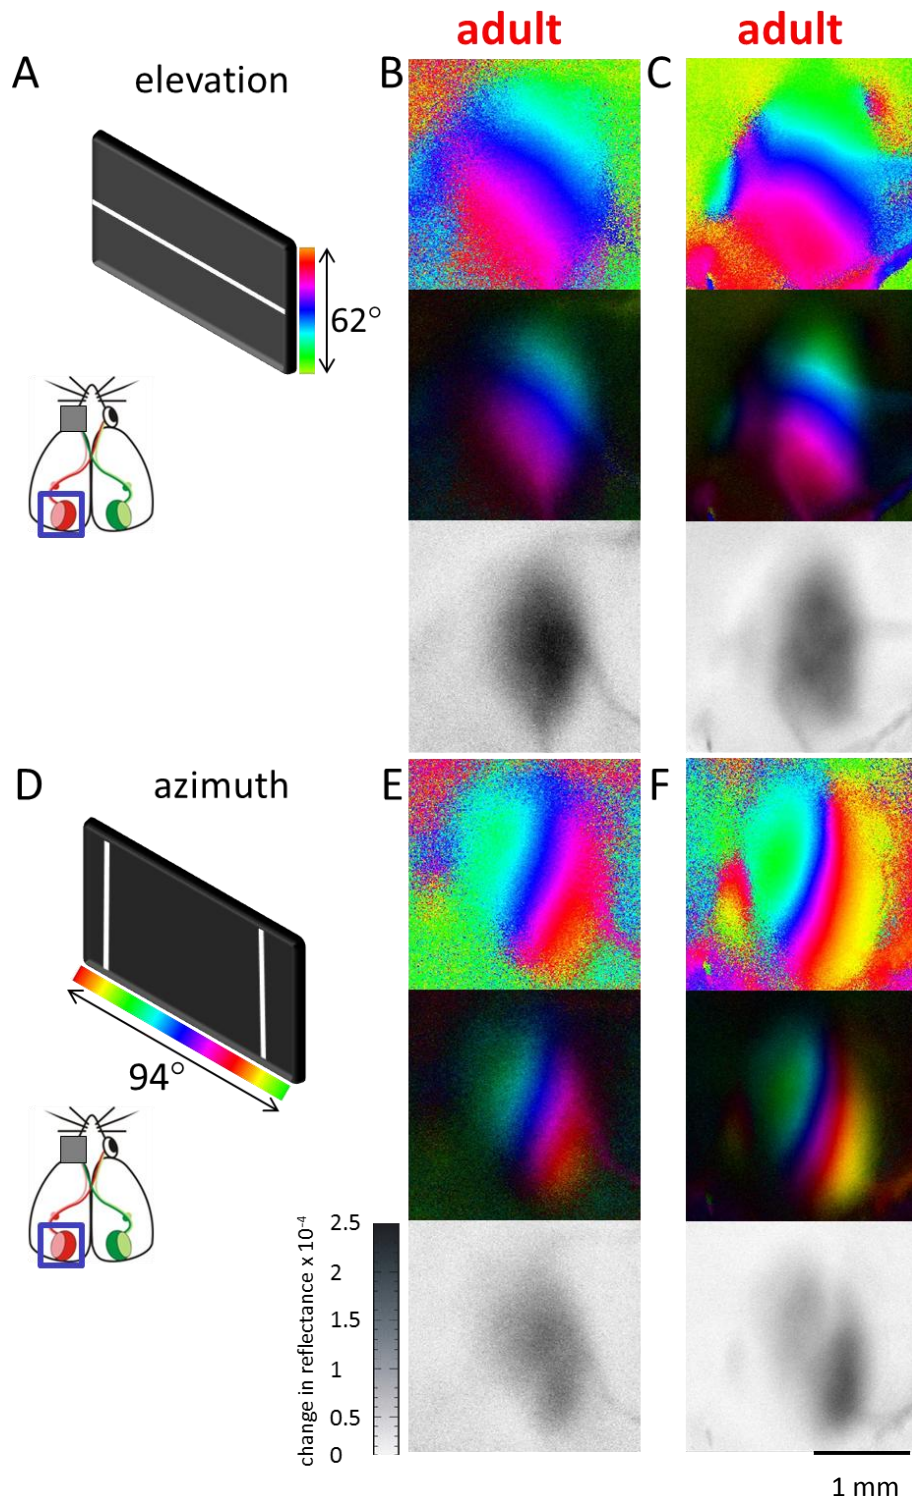 adult
adult
A
elevation
B
C
62°
D
azimuth
E
F
94°
change in reflectance x 10⁻⁴
2.5
2
1.5
1
0.5
0
1 mm